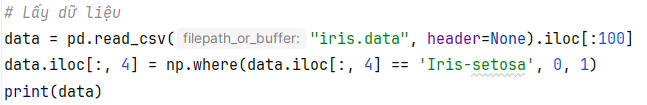 # Lấy dữ liệu
data = pd.read_csv( filepath_or_buffer: "iris.data", header=None).iloc[:100]
data.iloc[:, 4] = np.where(data.iloc[:, 4] == 'Iris-setosa', 0, 1)
print(data)